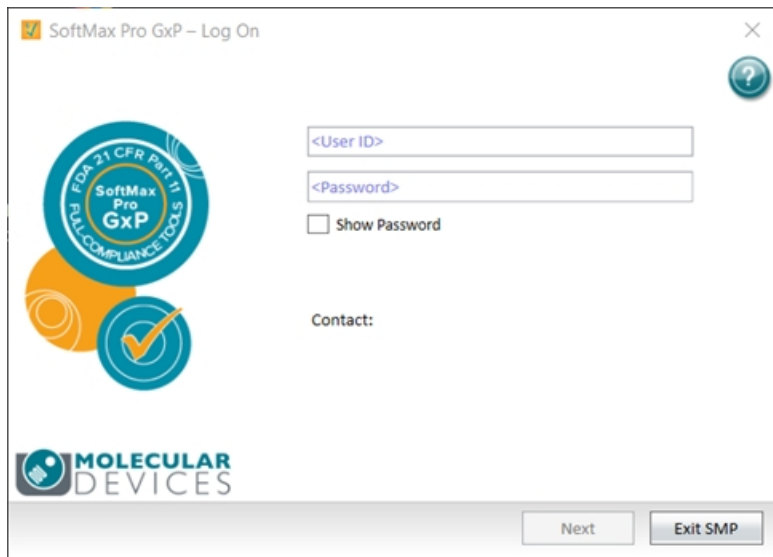 SoftMax Pro GxP – Log On
?
FDA 21 CFR Part 11
SoftMax
Pro
GxP
FULL-COMPLIANCE TOOLS
<User ID>
<Password>
Show Password
Contact:
MOLECULAR
DEVICES
Next
Exit SMP